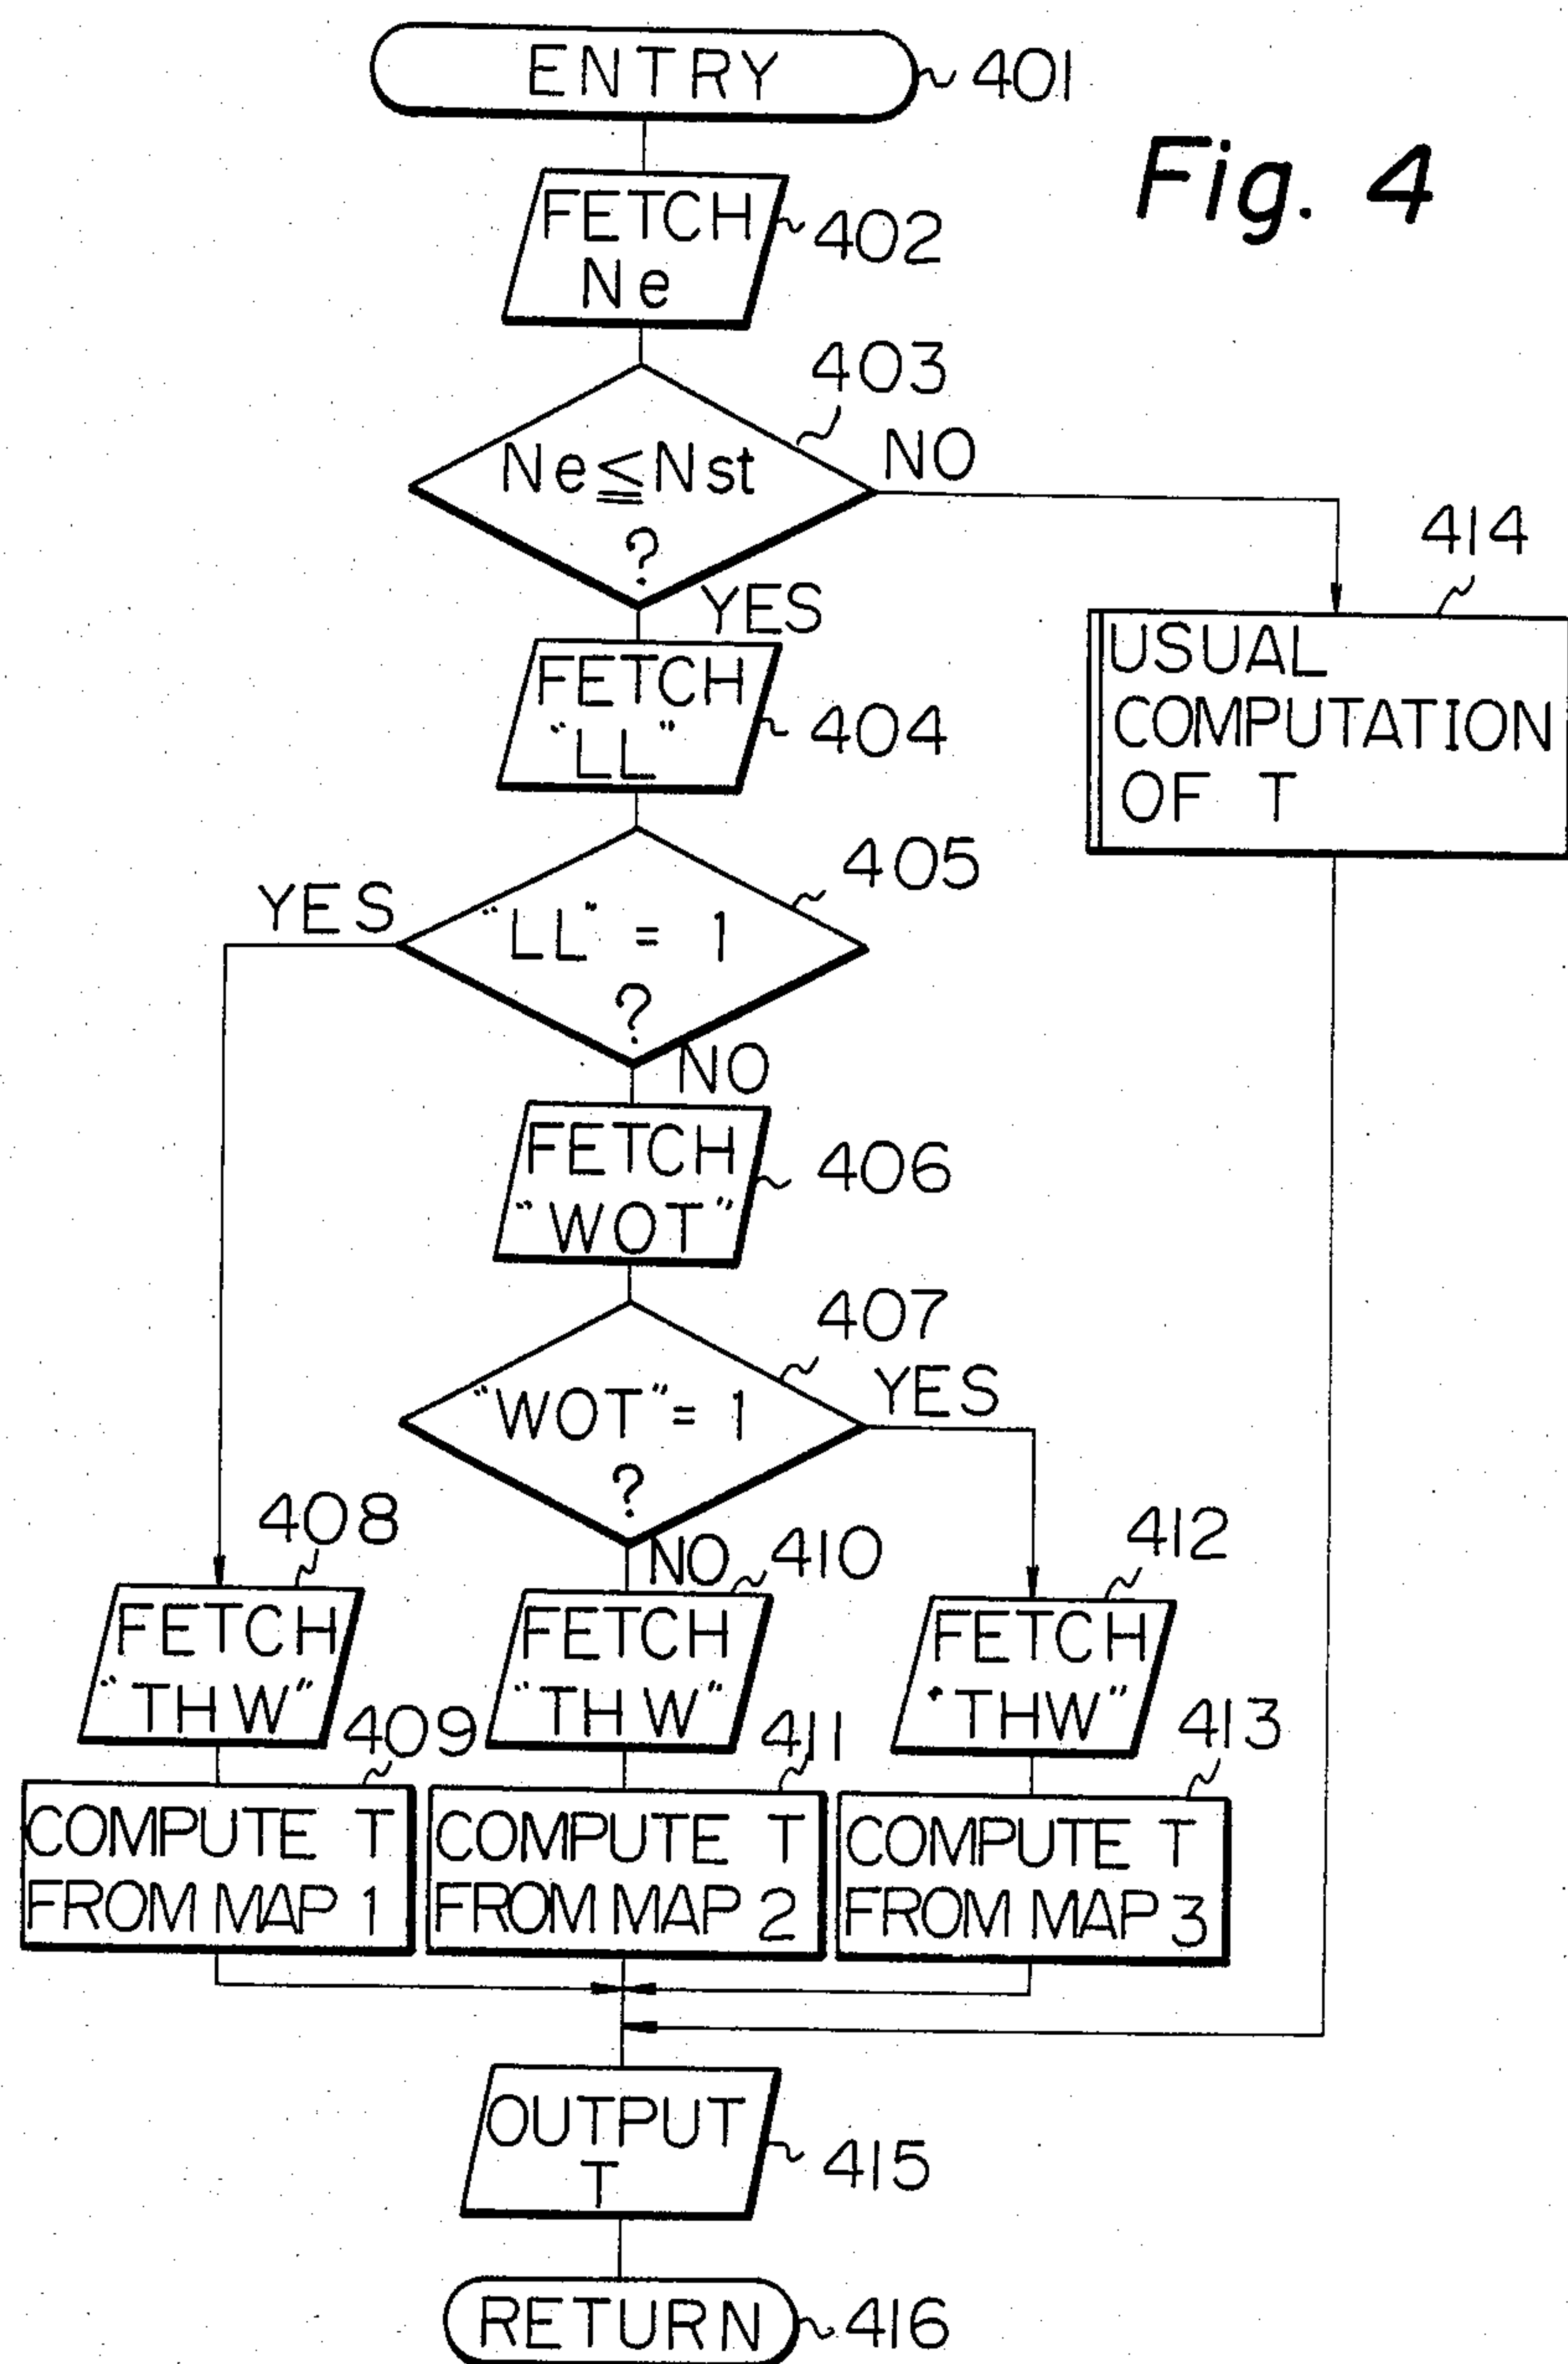 ENTRY
401
Fig. 4
FETCH
Ne
402
403
Ne≦Nst
?
NO
YES
414
USUAL
COMPUTATION
OF T
FETCH
"LL"
404
405
YES
"LL" = 1
?
NO
FETCH
"WOT"
406
407
"WOT"= 1
?
YES
NO
408
FETCH
"THW"
410
FETCH
"THW"
412
FETCH
"THW"
409
COMPUTE T
FROM MAP 1
411
COMPUTE T
FROM MAP 2
413
COMPUTE T
FROM MAP 3
OUTPUT
T
415
RETURN
416